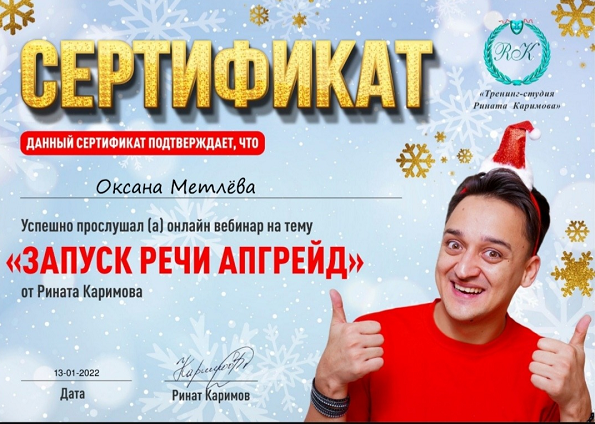 СЕРТИФИКАТ
RK
«Тренинг-студия
Рината Каримова»
ДАННЫЙ СЕРТИФИКАТ ПОДТВЕРЖДАЕТ, ЧТО
Оксана Метлёва
Успешно прослушал (а) онлайн вебинар на тему
«ЗАПУСК РЕЧИ АПГРЕЙД»
от Рината Каримова
13-01-2022
Дата
Ринат Каримов